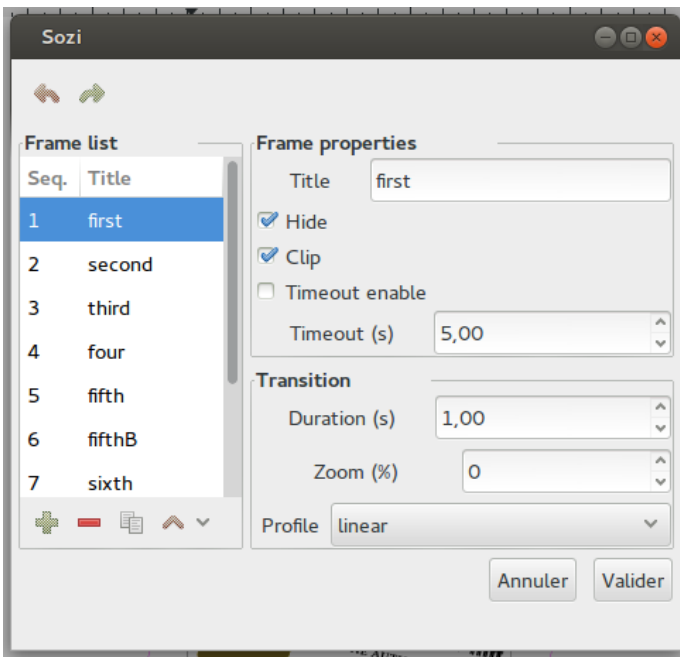 Sozi
Frame list
Seq. Title
1 first
2 second
3 third
4 four
5 fifth
6 fifthB
7 sixth
Frame properties
Title first
Hide
Clip
Timeout enable
Timeout (s) 5,00
Transition
Duration (s) 1,00
Zoom (%) 0
Profile linear
Annuler Valider